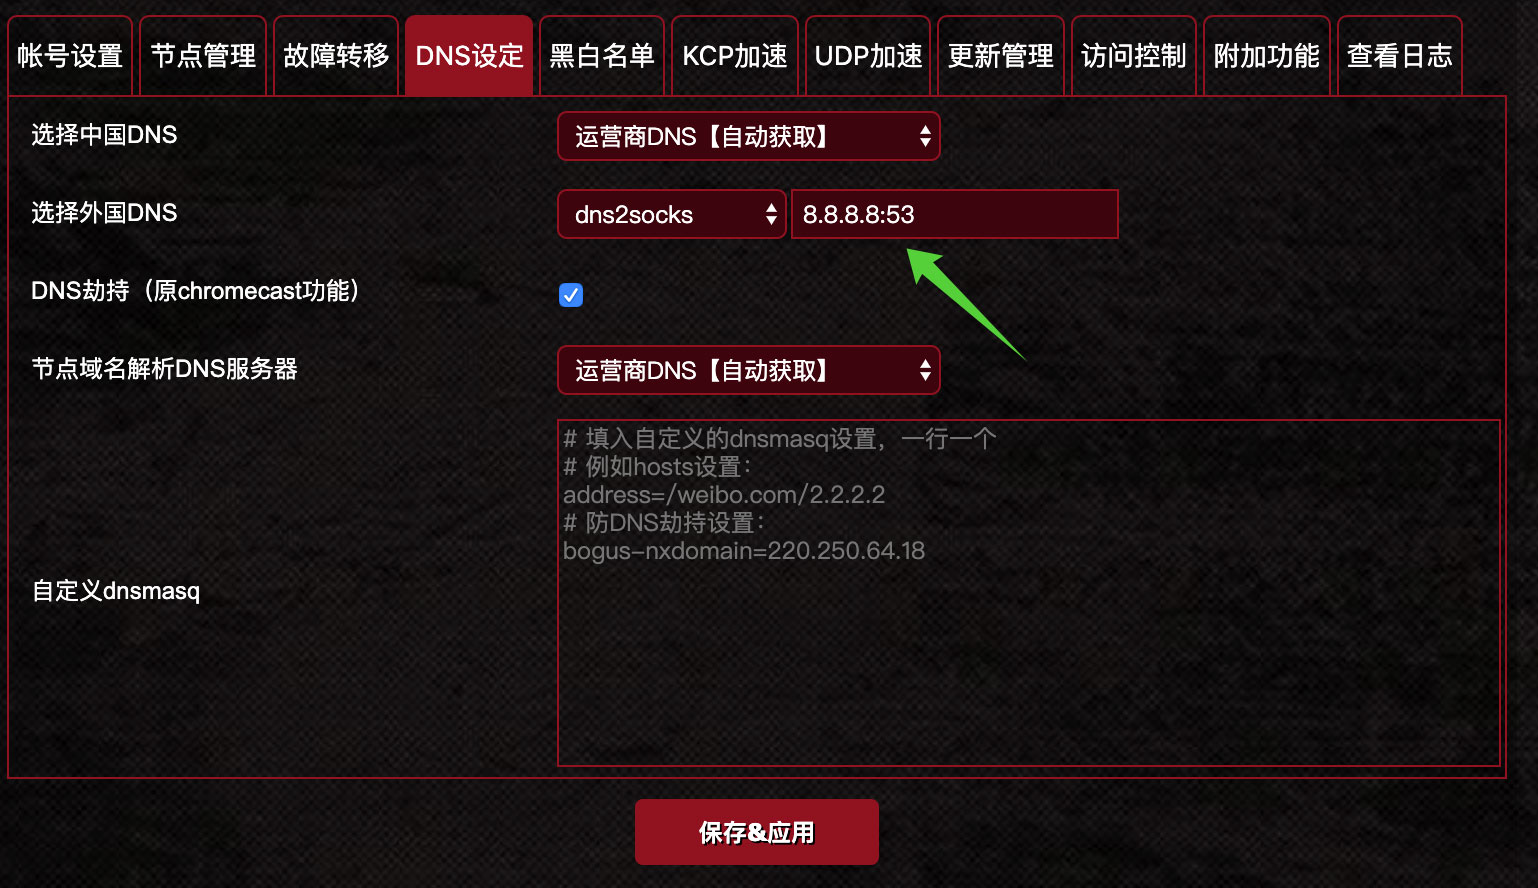 帐号设置 节点管理 故障转移 DNS设定 黑白名单 KCP加速 UDP加速 更新管理 访问控制 附加功能 查看日志
选择中国DNS 运营商DNS【自动获取】
选择外国DNS dns2socks 8.8.8.8:53
DNS劫持（原chromecast功能）
节点域名解析DNS服务器 运营商DNS【自动获取】
# 填入自定义的dnsmasq设置，一行一个
# 例如hosts设置：
address=/weibo.com/2.2.2.2
# 防DNS劫持设置：
bogus-nxdomain=220.250.64.18
自定义dnsmasq
保存&应用